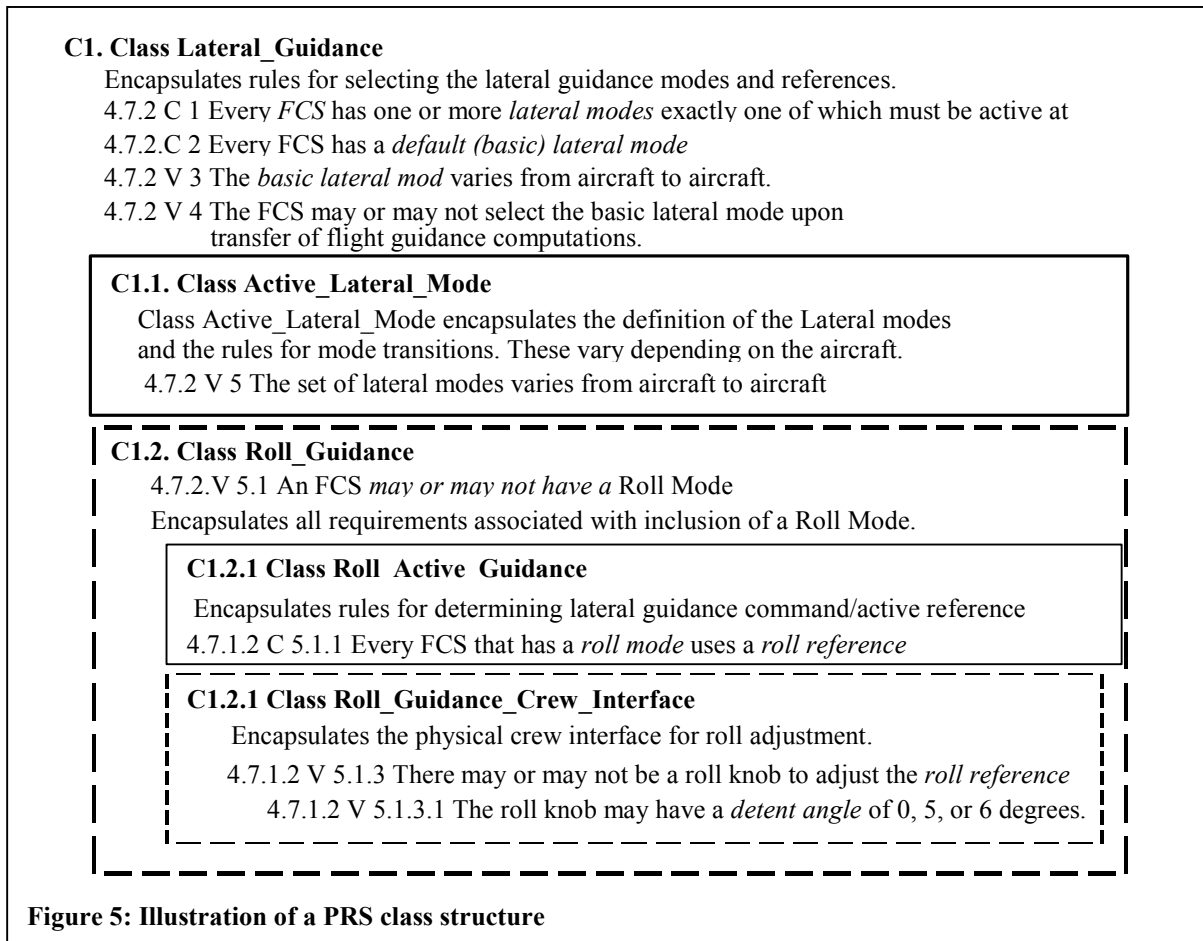 C1. Class Lateral_Guidance
Encapsulates rules for selecting the lateral guidance modes and references.
4.7.2 C 1 Every FCS has one or more lateral modes exactly one of which must be active at
4.7.2.C 2 Every FCS has a default (basic) lateral mode
4.7.2 V 3 The basic lateral mod varies from aircraft to aircraft.
4.7.2 V 4 The FCS may or may not select the basic lateral mode upon
transfer of flight guidance computations.
C1.1. Class Active_Lateral_Mode
Class Active_Lateral_Mode encapsulates the definition of the Lateral modes
and the rules for mode transitions. These vary depending on the aircraft.
4.7.2 V 5 The set of lateral modes varies from aircraft to aircraft
C1.2. Class Roll_Guidance
4.7.2.V 5.1 An FCS may or may not have a Roll Mode
Encapsulates all requirements associated with inclusion of a Roll Mode.
C1.2.1 Class Roll Active Guidance
Encapsulates rules for determining lateral guidance command/active reference
4.7.1.2 C 5.1.1 Every FCS that has a roll mode uses a roll reference
C1.2.1 Class Roll_Guidance_Crew_Interface
Encapsulates the physical crew interface for roll adjustment.
4.7.1.2 V 5.1.3 There may or may not be a roll knob to adjust the roll reference
4.7.1.2 V 5.1.3.1 The roll knob may have a detent angle of 0, 5, or 6 degrees.
Figure 5: Illustration of a PRS class structure